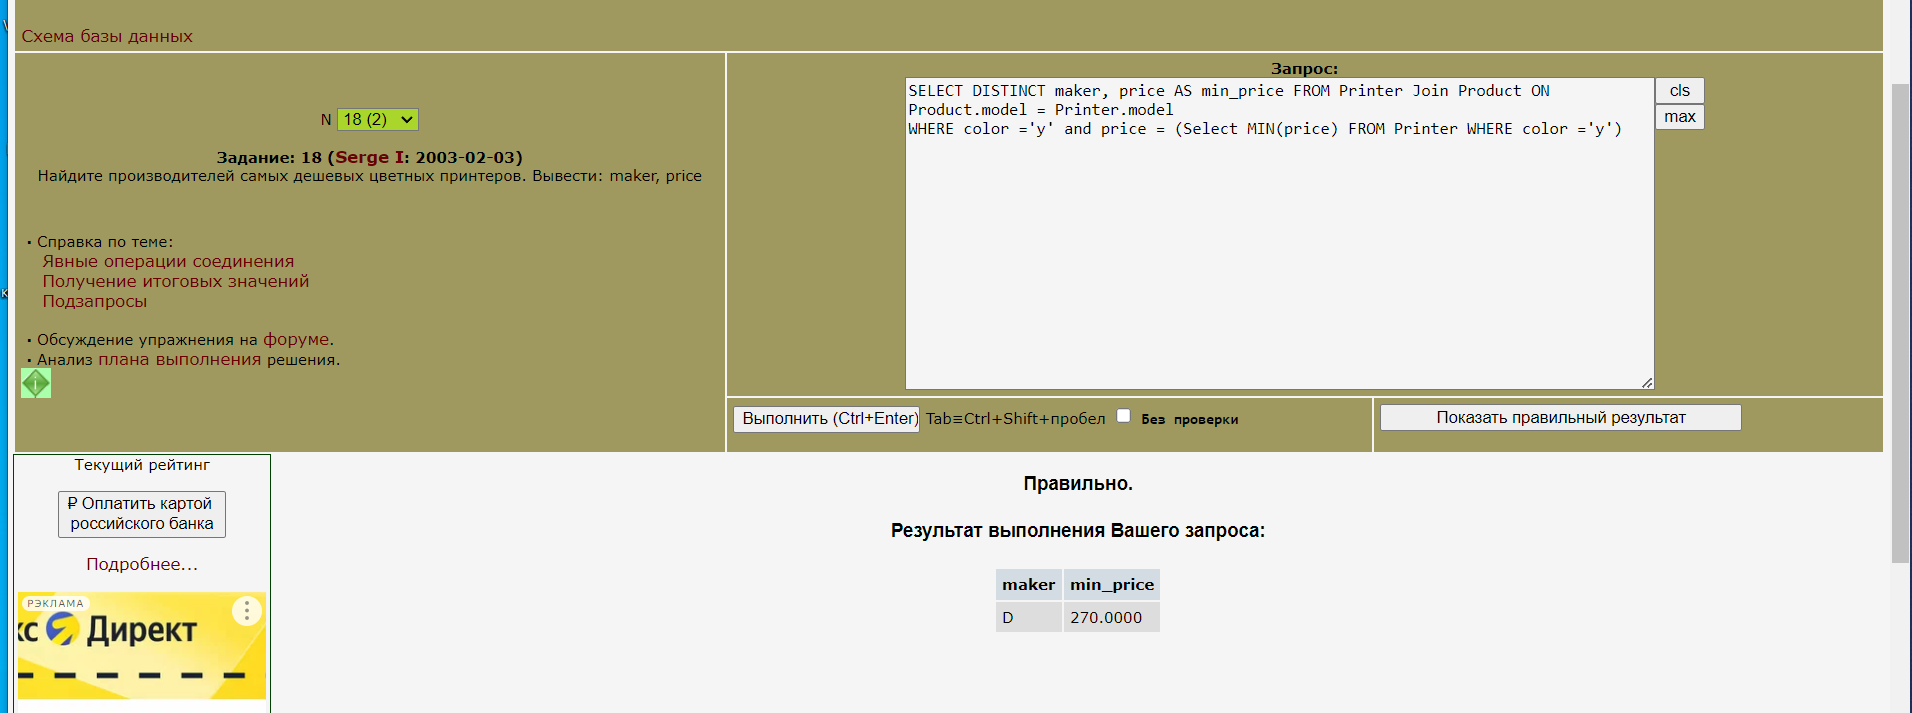 Схема базы данных
N 18 (2)
Задание: 18 (Serge I: 2003-02-03)
Найдите производителей самых дешевых цветных принтеров. Вывести: maker, price
• Справка по теме:
Явные операции соединения
Получение итоговых значений
Подзапросы
• Обсуждение упражнения на форуме.
• Анализ плана выполнения решения.
Запрос:
SELECT DISTINCT maker, price AS min_price FROM Printer Join Product ON
Product.model = Printer.model
WHERE color ='y' and price = (Select MIN(price) FROM Printer WHERE color ='y')
cls
max
Выполнить (Ctrl+Enter) Tab≡Ctrl+Shift+пробел Без проверки
Показать правильный результат
Текущий рейтинг
₽ Оплатить картой
российского банка
Подробнее...
РЭКЛАМА
кс Директ
Правильно.
Результат выполнения Вашего запроса:
maker min_price
D 270.0000